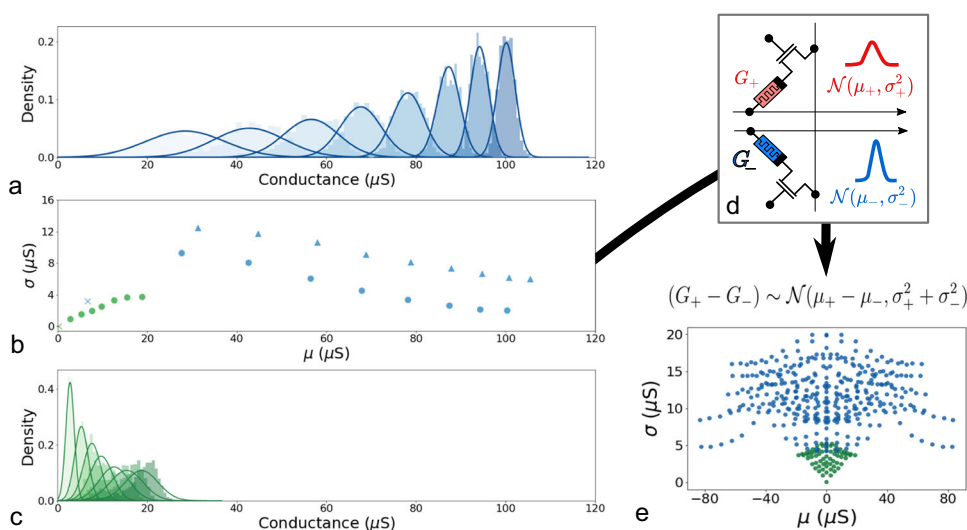 0.2
0.1
0.0
Density
0 20 40 60 80 100 120
Conductance (μS)
a
16
12
8
4
0
σ (μS)
0 20 40 60 80 100 120
μ (μS)
b
0.4
0.2
0.0
Density
0 20 40 60 80 100 120
Conductance (μS)
c
G₊
𝒩(μ₊, σ₊²)
G₋
𝒩(μ₋, σ₋²)
d
(G₊ − G₋) ∼ 𝒩(μ₊ − μ₋, σ₊² + σ₋²)
20
15
10
5
0
σ (μS)
−80 −40 0 40 80
μ (μS)
e